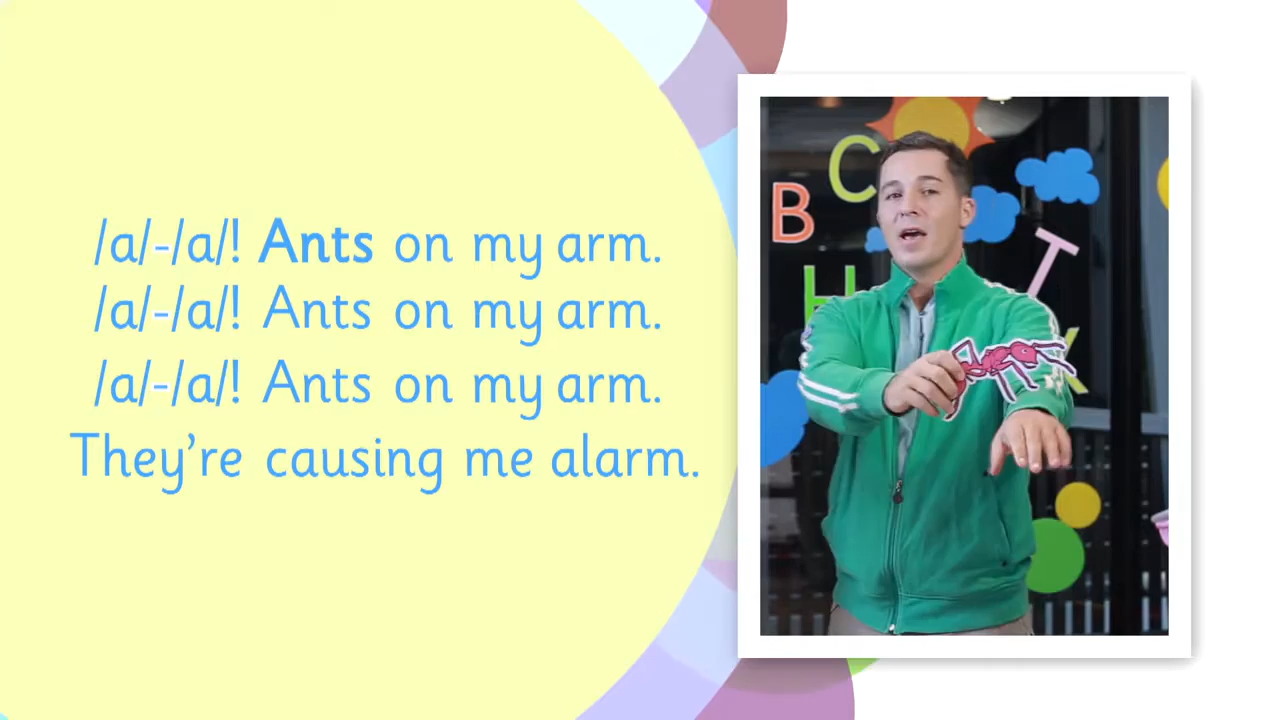 /a/-/a/! Ants on my arm.
/a/-/a/! Ants on my arm.
/a/-/a/! Ants on my arm.
They're causing me alarm.
B
C
H
T
X